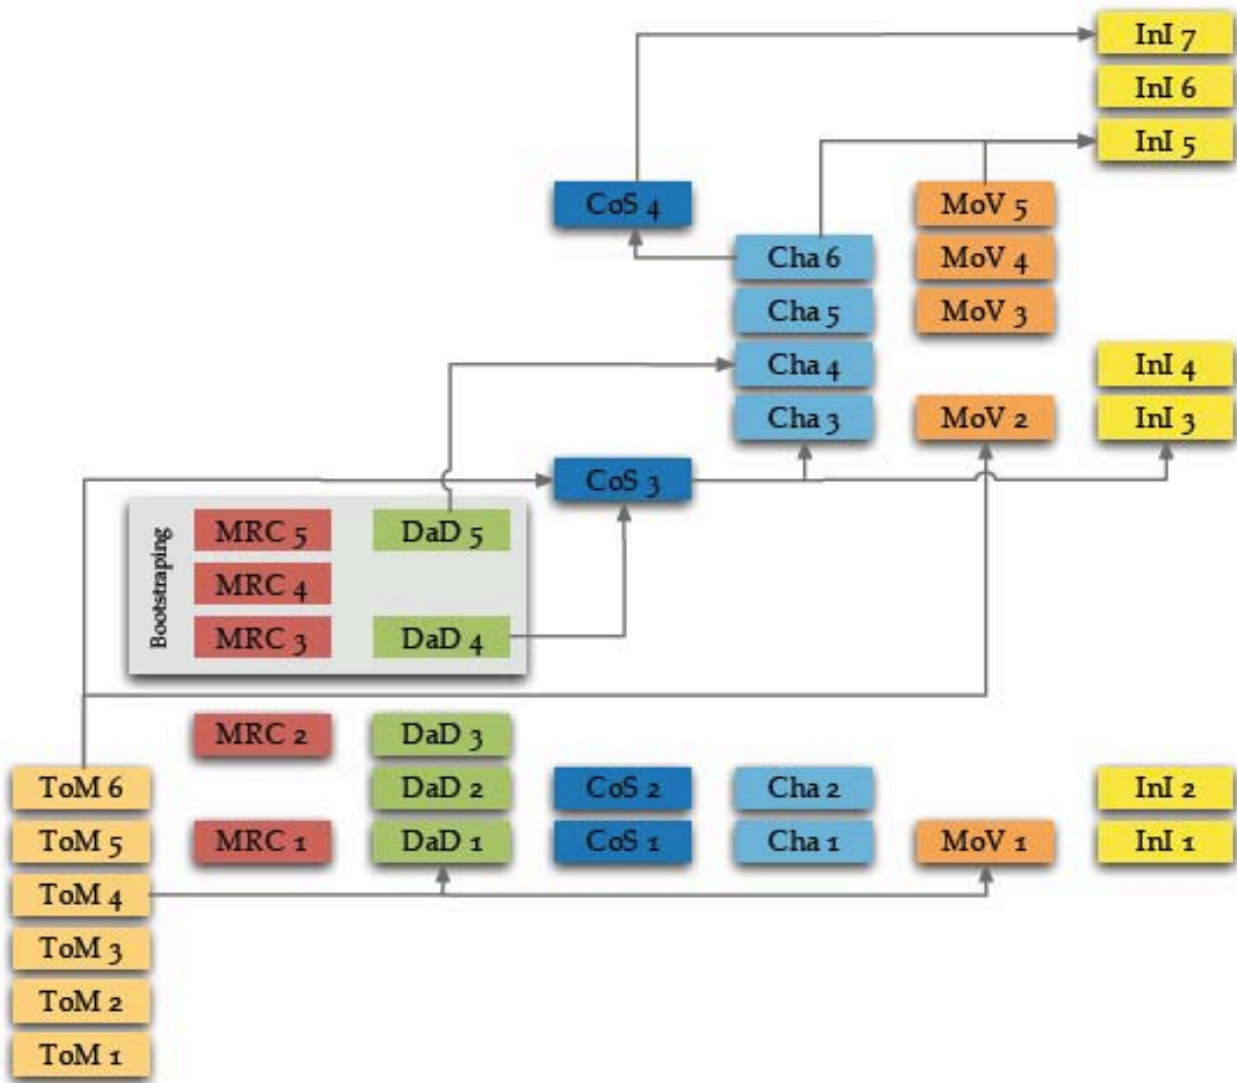 InI 7
InI 6
InI 5
CoS 4
MoV 5
Cha 6
MoV 4
Cha 5
MoV 3
Cha 4
InI 4
Cha 3
MoV 2
InI 3
CoS 3
Bootstraping
MRC 5
DaD 5
MRC 4
MRC 3
DaD 4
MRC 2
DaD 3
ToM 6
DaD 2
CoS 2
Cha 2
InI 2
ToM 5
MRC 1
DaD 1
CoS 1
Cha 1
MoV 1
InI 1
ToM 4
ToM 3
ToM 2
ToM 1